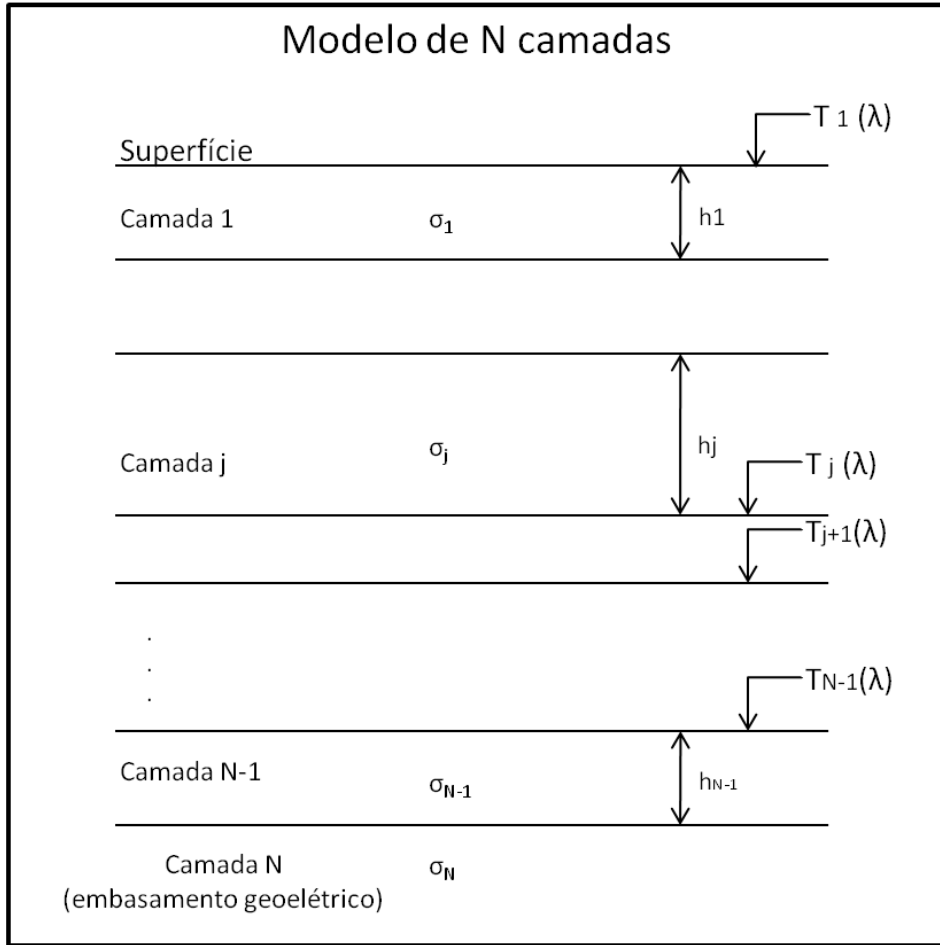 Modelo de N camadas
T 1 (λ)
Superfície
Camada 1 σ1 h1
Camada j σj hj
T j (λ)
Tj+1(λ)
.
.
.
TN-1(λ)
Camada N-1 σN-1 hN-1
Camada N σN
(embasamento geoelétrico)